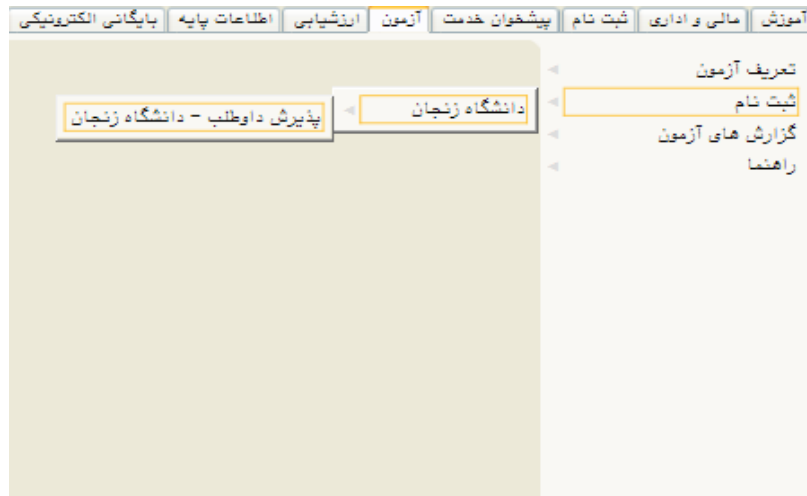 آموزش مالی و اداری ثبت نام پیشخوان خدمت آزمون ارزشیابی اطلاعات پایه بایگانی الکترونیکی
تعریف آزمون
ثبت نام
دانشگاه زنجان
پذیرش داوطلب - دانشگاه زنجان
گزارش های آزمون
راهنما